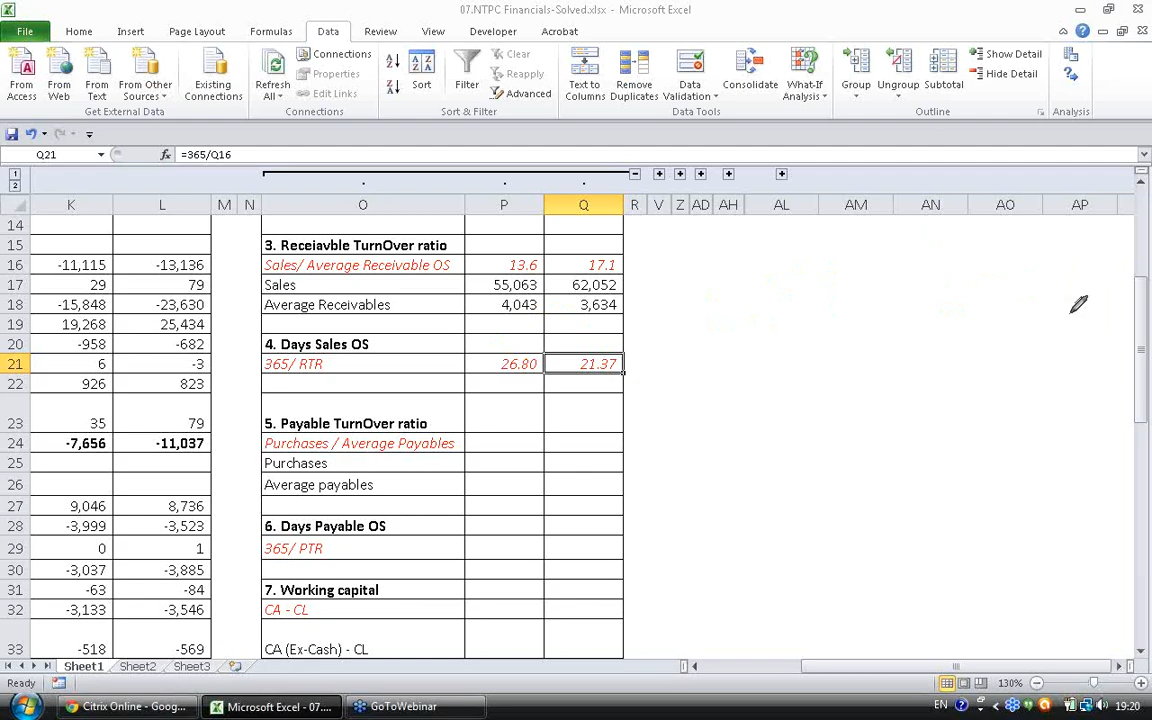 07.NTPC Financials-Solved.xlsx - Microsoft Excel
File Home Insert Page Layout Formulas Data Review View Developer Acrobat
From Access From Web From Text From Other Sources Existing Connections Refresh All Connections Properties Edit Links Sort Filter Clear Reapply Advanced Text to Columns Remove Duplicates Data Validation Consolidate What-If Analysis Group Ungroup Subtotal Show Detail Hide Detail
Get External Data Connections Sort & Filter Data Tools Outline Analysis
Q21 fx =365/Q16
1
2
K L M N O P Q R V Z AD AH AL AM AN AO AP
14
15 3. Receiavble TurnOver ratio
16 -11,115 -13,136 Sales/ Average Receivable OS 13.6 17.1
17 29 79 Sales 55,063 62,052
18 -15,848 -23,630 Average Receivables 4,043 3,634
19 19,268 25,434
20 -958 -682 4. Days Sales OS
21 6 -3 365/ RTR 26.80 21.37
22 926 823
23 35 79 5. Payable TurnOver ratio
24 -7,656 -11,037 Purchases / Average Payables
25 Purchases
26 Average payables
27 9,046 8,736
28 -3,999 -3,523 6. Days Payable OS
29 0 1 365/ PTR
30 -3,037 -3,885
31 -63 -84 7. Working capital
32 -3,133 -3,546 CA - CL
33 -518 -569 CA (Ex-Cash) - CL
Sheet1 Sheet2 Sheet3
Ready 130%
Citrix Online - Goog... Microsoft Excel - 07.... GoToWebinar EN 19:20